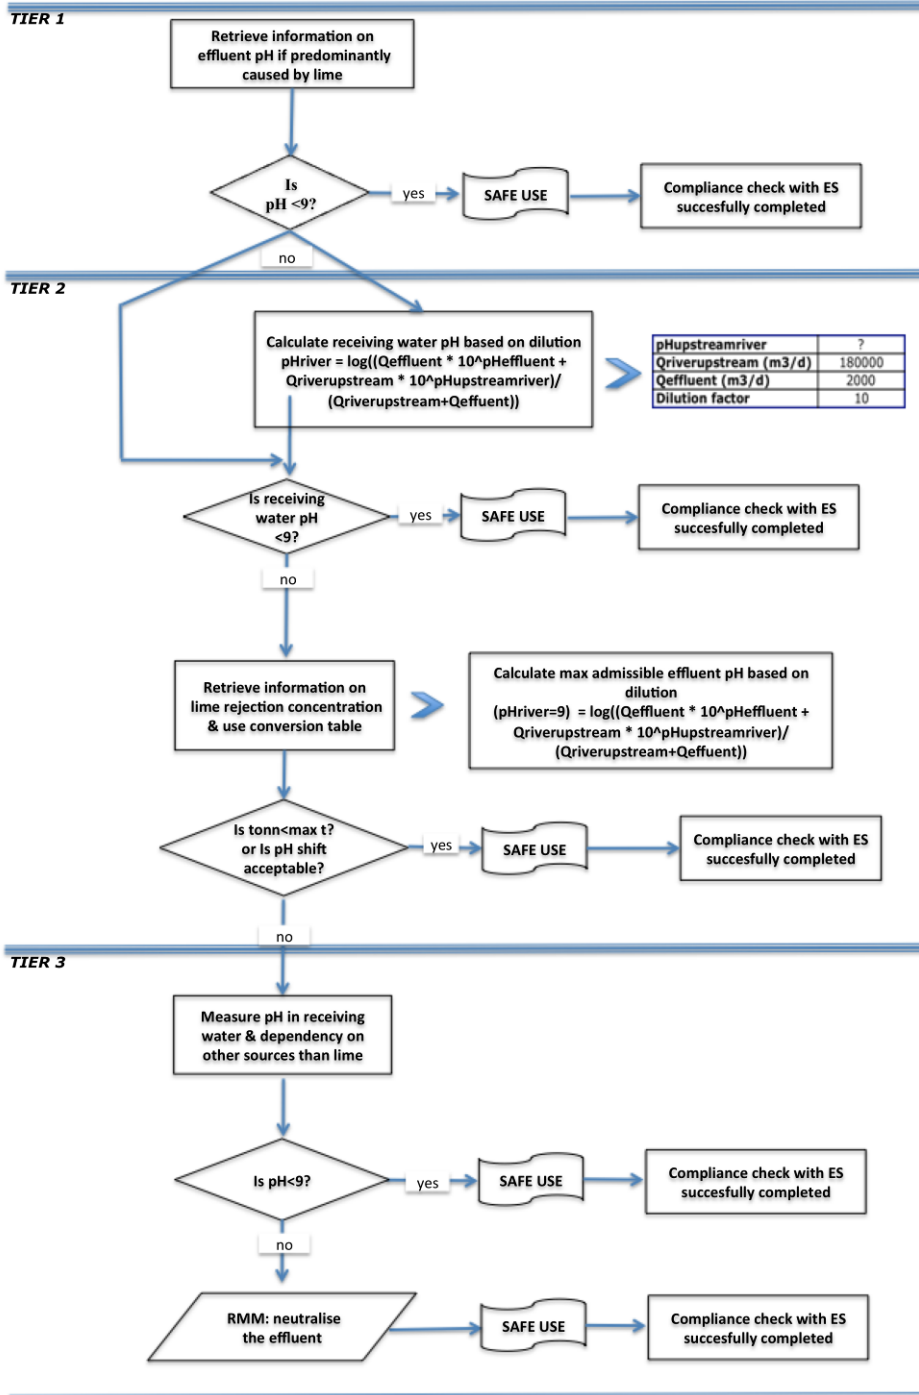 TIER 1
Retrieve information on
effluent pH if predominantly
caused by lime
Is
pH <9?
yes
SAFE USE
Compliance check with ES
succesfully completed
no
TIER 2
Calculate receiving water pH based on dilution
pHriver = log((Qeffluent * 10^pHeffluent +
Qriverupstream * 10^pHupstreamriver)/
(Qriverupstream+Qeffuent))
pHupstreamriver ?
Qriverupstream (m3/d) 180000
Qeffluent (m3/d) 2000
Dilution factor 10
Is receiving
water pH
<9?
yes
SAFE USE
Compliance check with ES
succesfully completed
no
Retrieve information on
lime rejection concentration
& use conversion table
Calculate max admissible effluent pH based on
dilution
(pHriver=9) = log((Qeffluent * 10^pHeffluent +
Qriverupstream * 10^pHupstreamriver)/
(Qriverupstream+Qeffuent))
Is tonn<max t?
or Is pH shift
acceptable?
yes
SAFE USE
Compliance check with ES
succesfully completed
no
TIER 3
Measure pH in receiving
water & dependency on
other sources than lime
Is pH<9?
yes
SAFE USE
Compliance check with ES
succesfully completed
no
RMM: neutralise
the effluent
SAFE USE
Compliance check with ES
succesfully completed